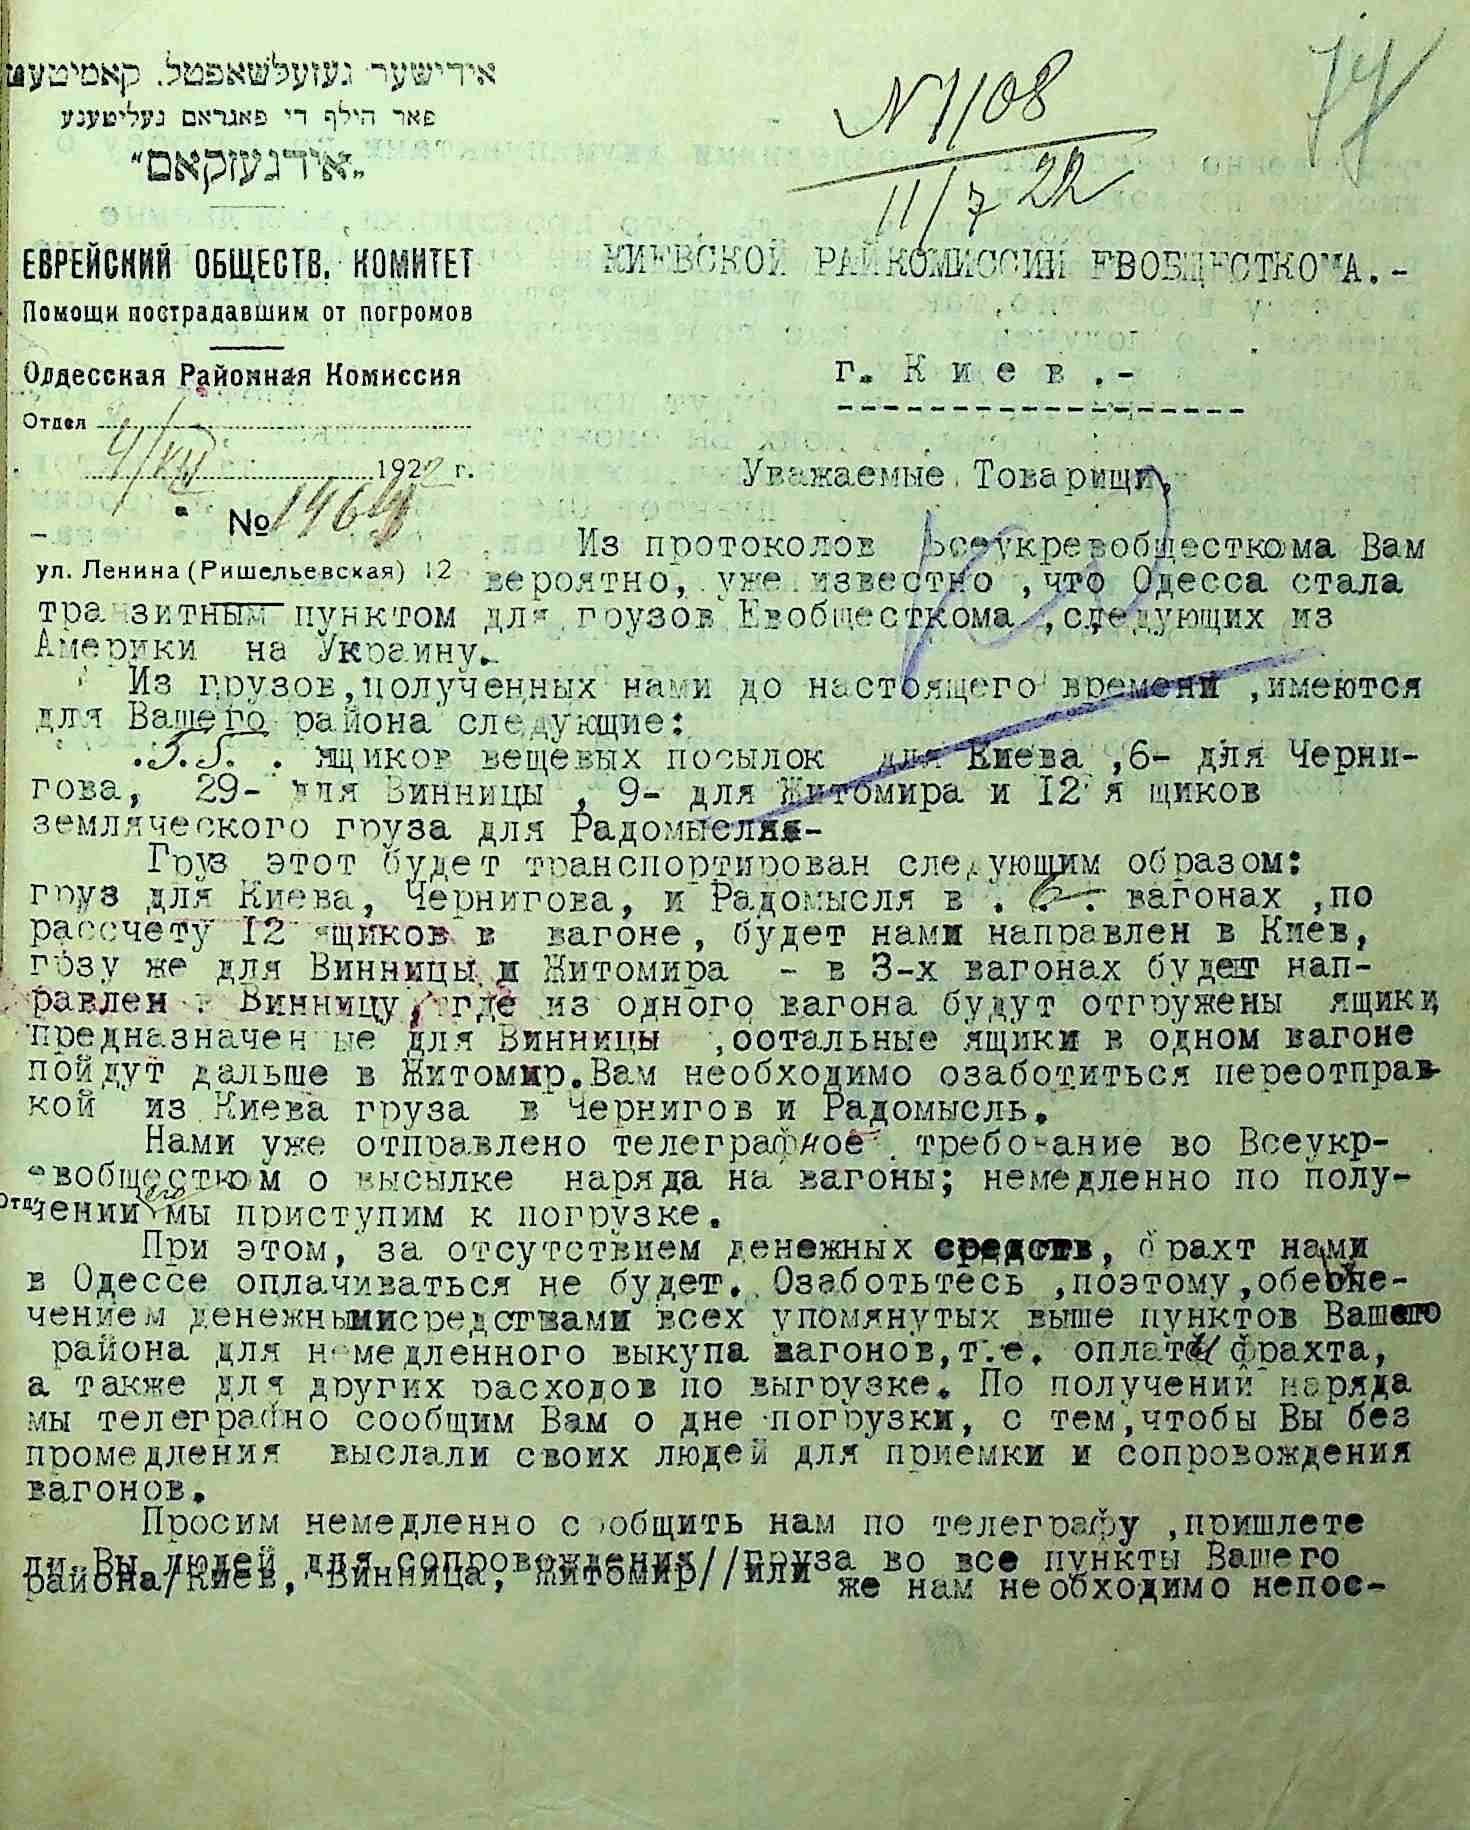 אידישער געזעלשאפטל. קאמיטעט
פאר הילף די פאגראם געליטענע
„אידגעזקאם"
ЕВРЕЙСКИЙ ОБЩЕСТВ. КОМИТЕТ
Помощи пострадавшим от погромов
Одесская Районная Комиссия
Отдел
4/VII 1922 г.
№ 1464
ул. Ленина (Ришельевская) 12
N 1108
11/7 22
74
КИЕВСКОЙ РАЙКОМИССИИ ЕВОБЩЕСТКОМА.-
г. Киев.-
Уважаемые Товарищи,
Из протоколов Всеукревобщесткома Вам
вероятно, уже известно ,что Одесса стала
транзитным пунктом для грузов Евобщесткома ,следующих из
Америки на Украину.
Из грузов,полученных нами до настоящего времени ,имеются
для Вашего района следующие:
ящиков вещевых посылок для Киева ,6- для Черни-
гова, 29- для Винницы , 9- для Житомира и 12 я щиков
земляческого груза для Радомысля-
Груз этот будет транспортирован следующим образом:
груз для Киева, Чернигова, и Радомысля в . 6 . вагонах ,по
рассчету 12 ящиков в вагоне, будет нами направлен в Киев,
грзу же для Винницы и Житомира - в 3-х вагонах будет нап-
равлен в Винницу, где из одного вагона будут отгружены ящики
предназначенные для Винницы ,оотальные ящики в одном вагоне
пойдут дальше в Житомир.Вам необходимо озаботиться переотправ-
кой из Киева груза в Чернигов и Радомысль.
Нами уже отправлено телеграфное требование во Всеукр-
евобщестком о высылке наряда на вагоны; немедленно по полу-
чении его мы приступим к погрузке.
При этом, за отсутствием денежных средств, фрахт нами
в Одессе оплачиваться не будет. Озаботьтесь ,поэтому,обеспе-
чением денежнымисредствами всех упомянутых выше пунктов Вашего
района для немедленного выкупа вагонов,т.е. оплаты фрахта,
а также для других расходов по выгрузке. По получении наряда
мы телеграфно сообщим Вам о дне погрузки, с тем,чтобы Вы без
промедления выслали своих людей для приемки и сопровождения
вагонов.
Просим немедленно сообщить нам по телеграфу ,пришлете
ли Вы людей для сопровождения груза во все пункты Вашего
района/Киев, Винница, Житомир//или же нам необходимо непос-